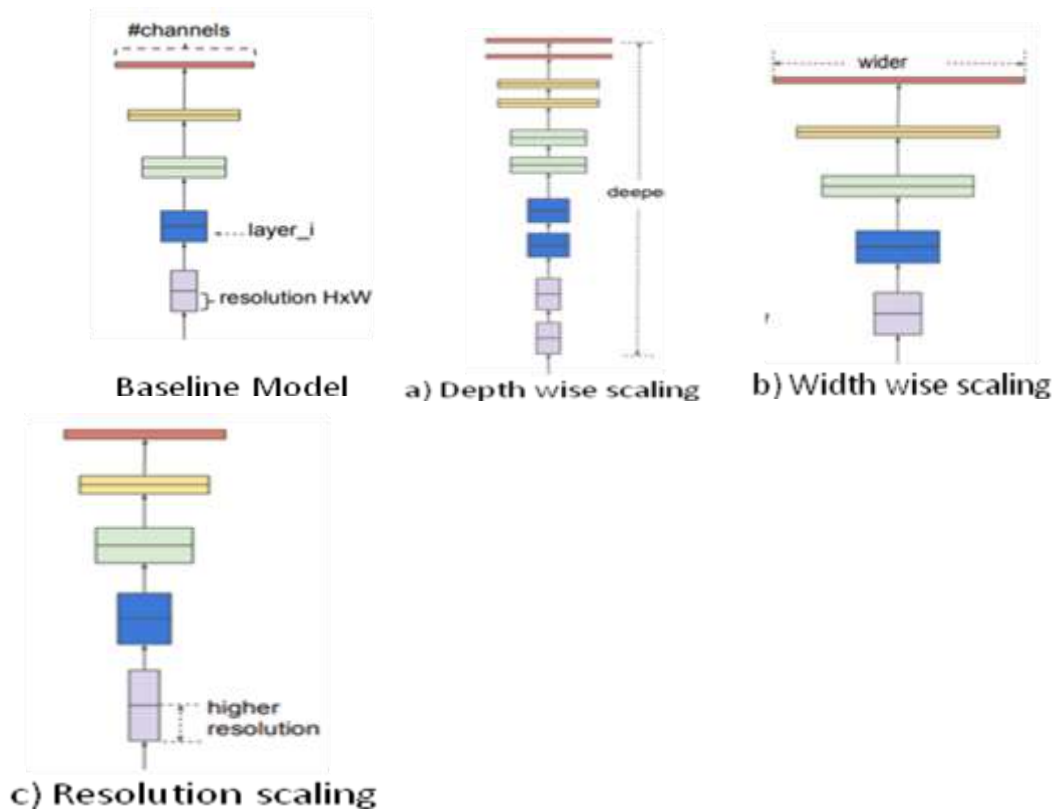 #channels
layer_i
resolution HxW
Baseline Model
deepe
a) Depth wise scaling
wider
r
b) Width wise scaling
higher
resolution
c) Resolution scaling